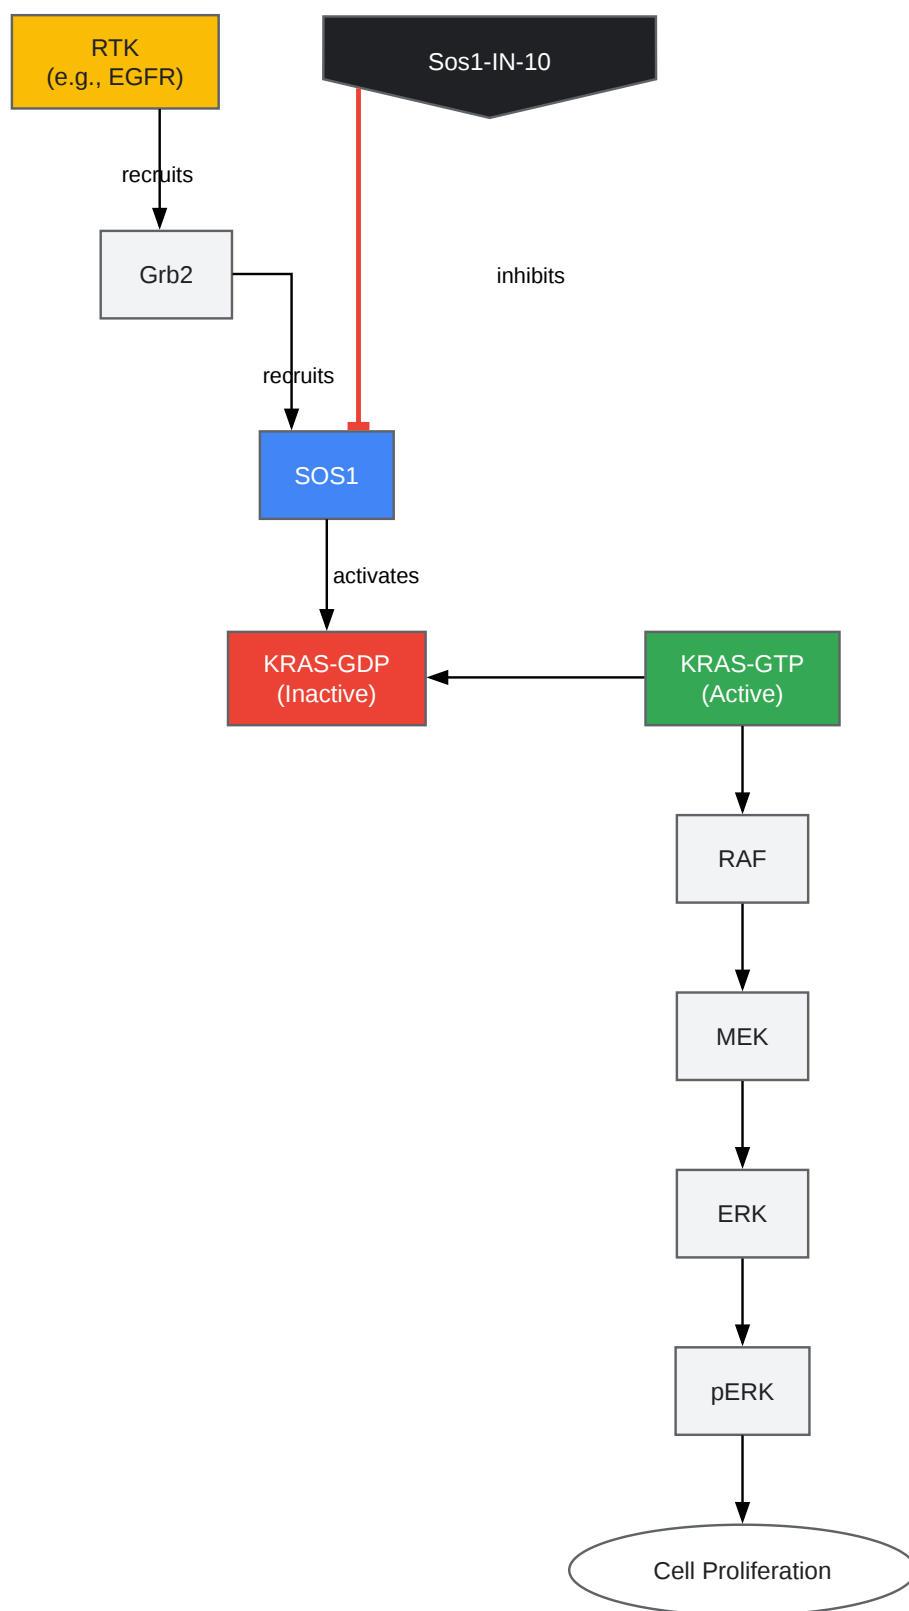 RTK
(e.g., EGFR)
Sos1-IN-10
recruits
Grb2
inhibits
recruits
SOS1
activates
KRAS-GDP
(Inactive)
KRAS-GTP
(Active)
RAF
MEK
ERK
pERK
Cell Proliferation